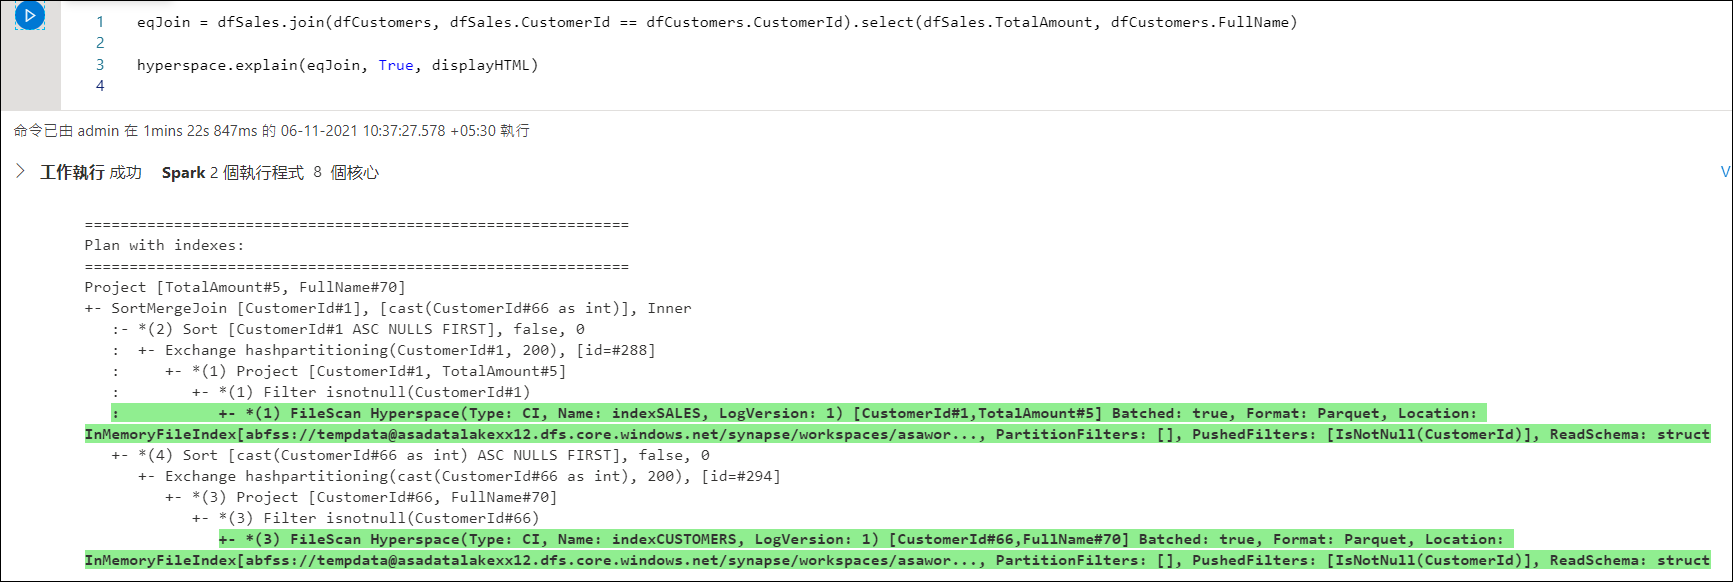 1 eqJoin = dfSales.join(dfCustomers, dfSales.CustomerId == dfCustomers.CustomerId).select(dfSales.TotalAmount, dfCustomers.FullName)
2
3 hyperspace.explain(eqJoin, True, displayHTML)
4
命令已由 admin 在 1mins 22s 847ms 的 06-11-2021 10:37:27.578 +05:30 執行
工作執行 成功 Spark 2 個執行程式 8 個核心 V
=============================================================
Plan with indexes:
=============================================================
Project [TotalAmount#5, FullName#70]
+- SortMergeJoin [CustomerId#1], [cast(CustomerId#66 as int)], Inner
   :- *(2) Sort [CustomerId#1 ASC NULLS FIRST], false, 0
   :  +- Exchange hashpartitioning(CustomerId#1, 200), [id=#288]
   :     +- *(1) Project [CustomerId#1, TotalAmount#5]
   :        +- *(1) Filter isnotnull(CustomerId#1)
   :           +- *(1) FileScan Hyperspace(Type: CI, Name: indexSALES, LogVersion: 1) [CustomerId#1,TotalAmount#5] Batched: true, Format: Parquet, Location:
InMemoryFileIndex[abfss://tempdata@asadatalakexx12.dfs.core.windows.net/synapse/workspaces/asawor..., PartitionFilters: [], PushedFilters: [IsNotNull(CustomerId)], ReadSchema: struct
   +- *(4) Sort [cast(CustomerId#66 as int) ASC NULLS FIRST], false, 0
      +- Exchange hashpartitioning(cast(CustomerId#66 as int), 200), [id=#294]
         +- *(3) Project [CustomerId#66, FullName#70]
            +- *(3) Filter isnotnull(CustomerId#66)
               +- *(3) FileScan Hyperspace(Type: CI, Name: indexCUSTOMERS, LogVersion: 1) [CustomerId#66,FullName#70] Batched: true, Format: Parquet, Location:
InMemoryFileIndex[abfss://tempdata@asadatalakexx12.dfs.core.windows.net/synapse/workspaces/asawor..., PartitionFilters: [], PushedFilters: [IsNotNull(CustomerId)], ReadSchema: struct